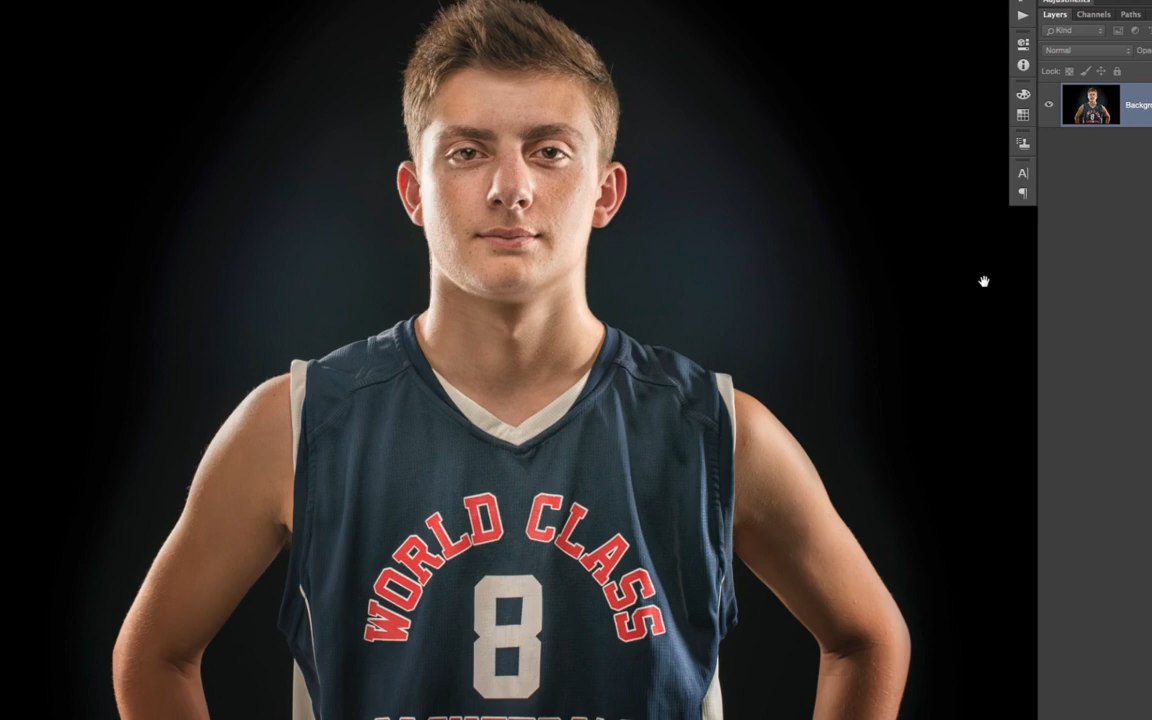 Adjustments
Layers Channels Paths
Kind
Normal
Lock:
WORLD CLASS
8